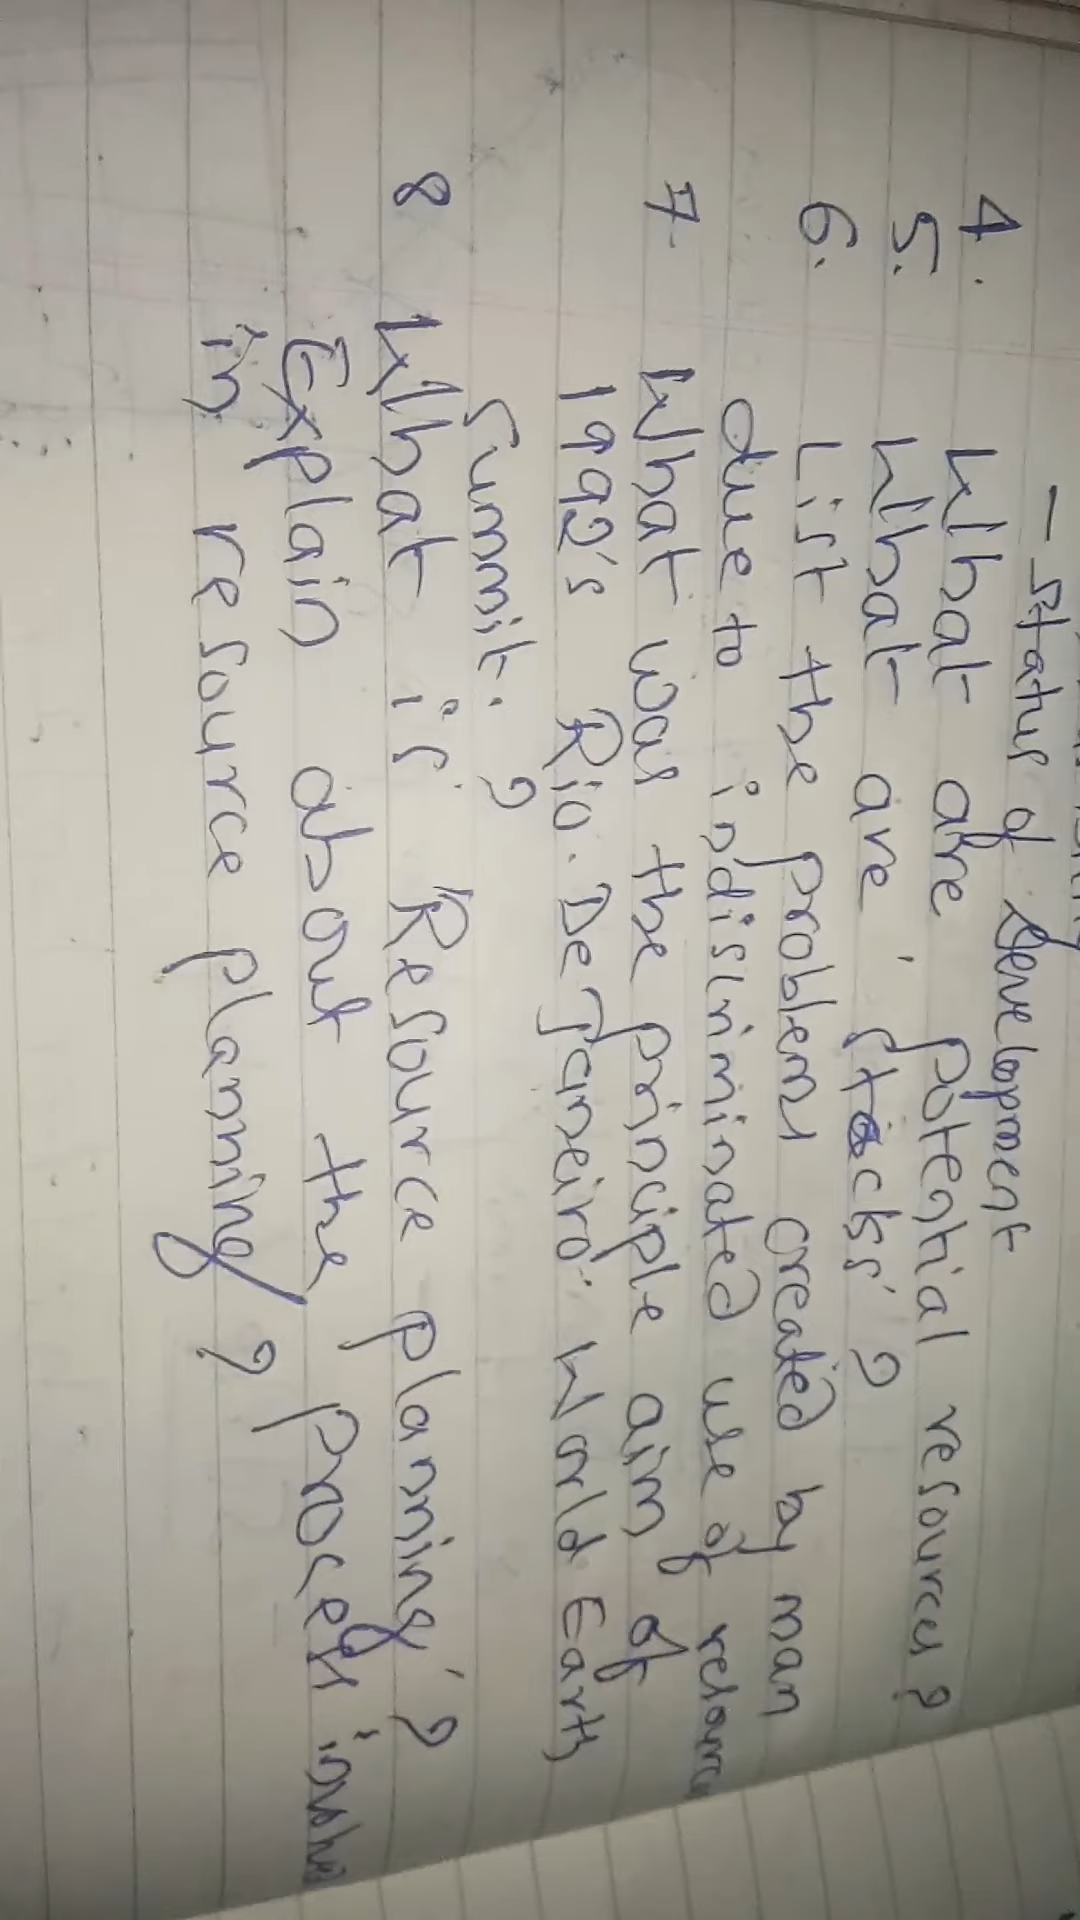 - Status of Development
4. What are Potential resources?
5. What are 'stocks'?
6. List the problems created by man
due to indiscriminated use of
7. What was the principle aim of
1992's Rio. De Janeiro. World Earth
Summit. ?
8 What is Resource planning'?
Explain about the process
in resource planning?